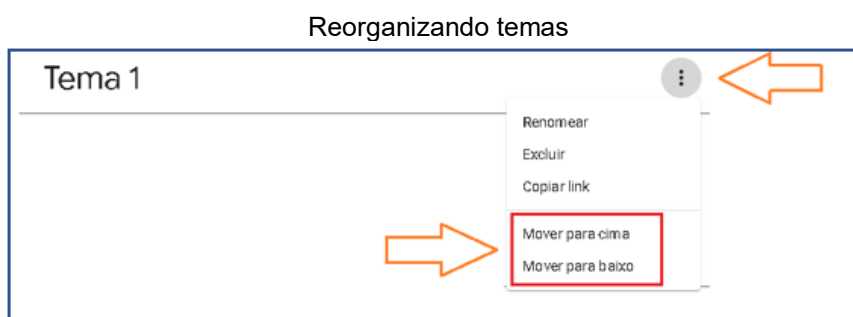 Reorganizando temas
Tema 1
Renomear
Excluir
Copiar link
Mover para cima
Mover para baixo